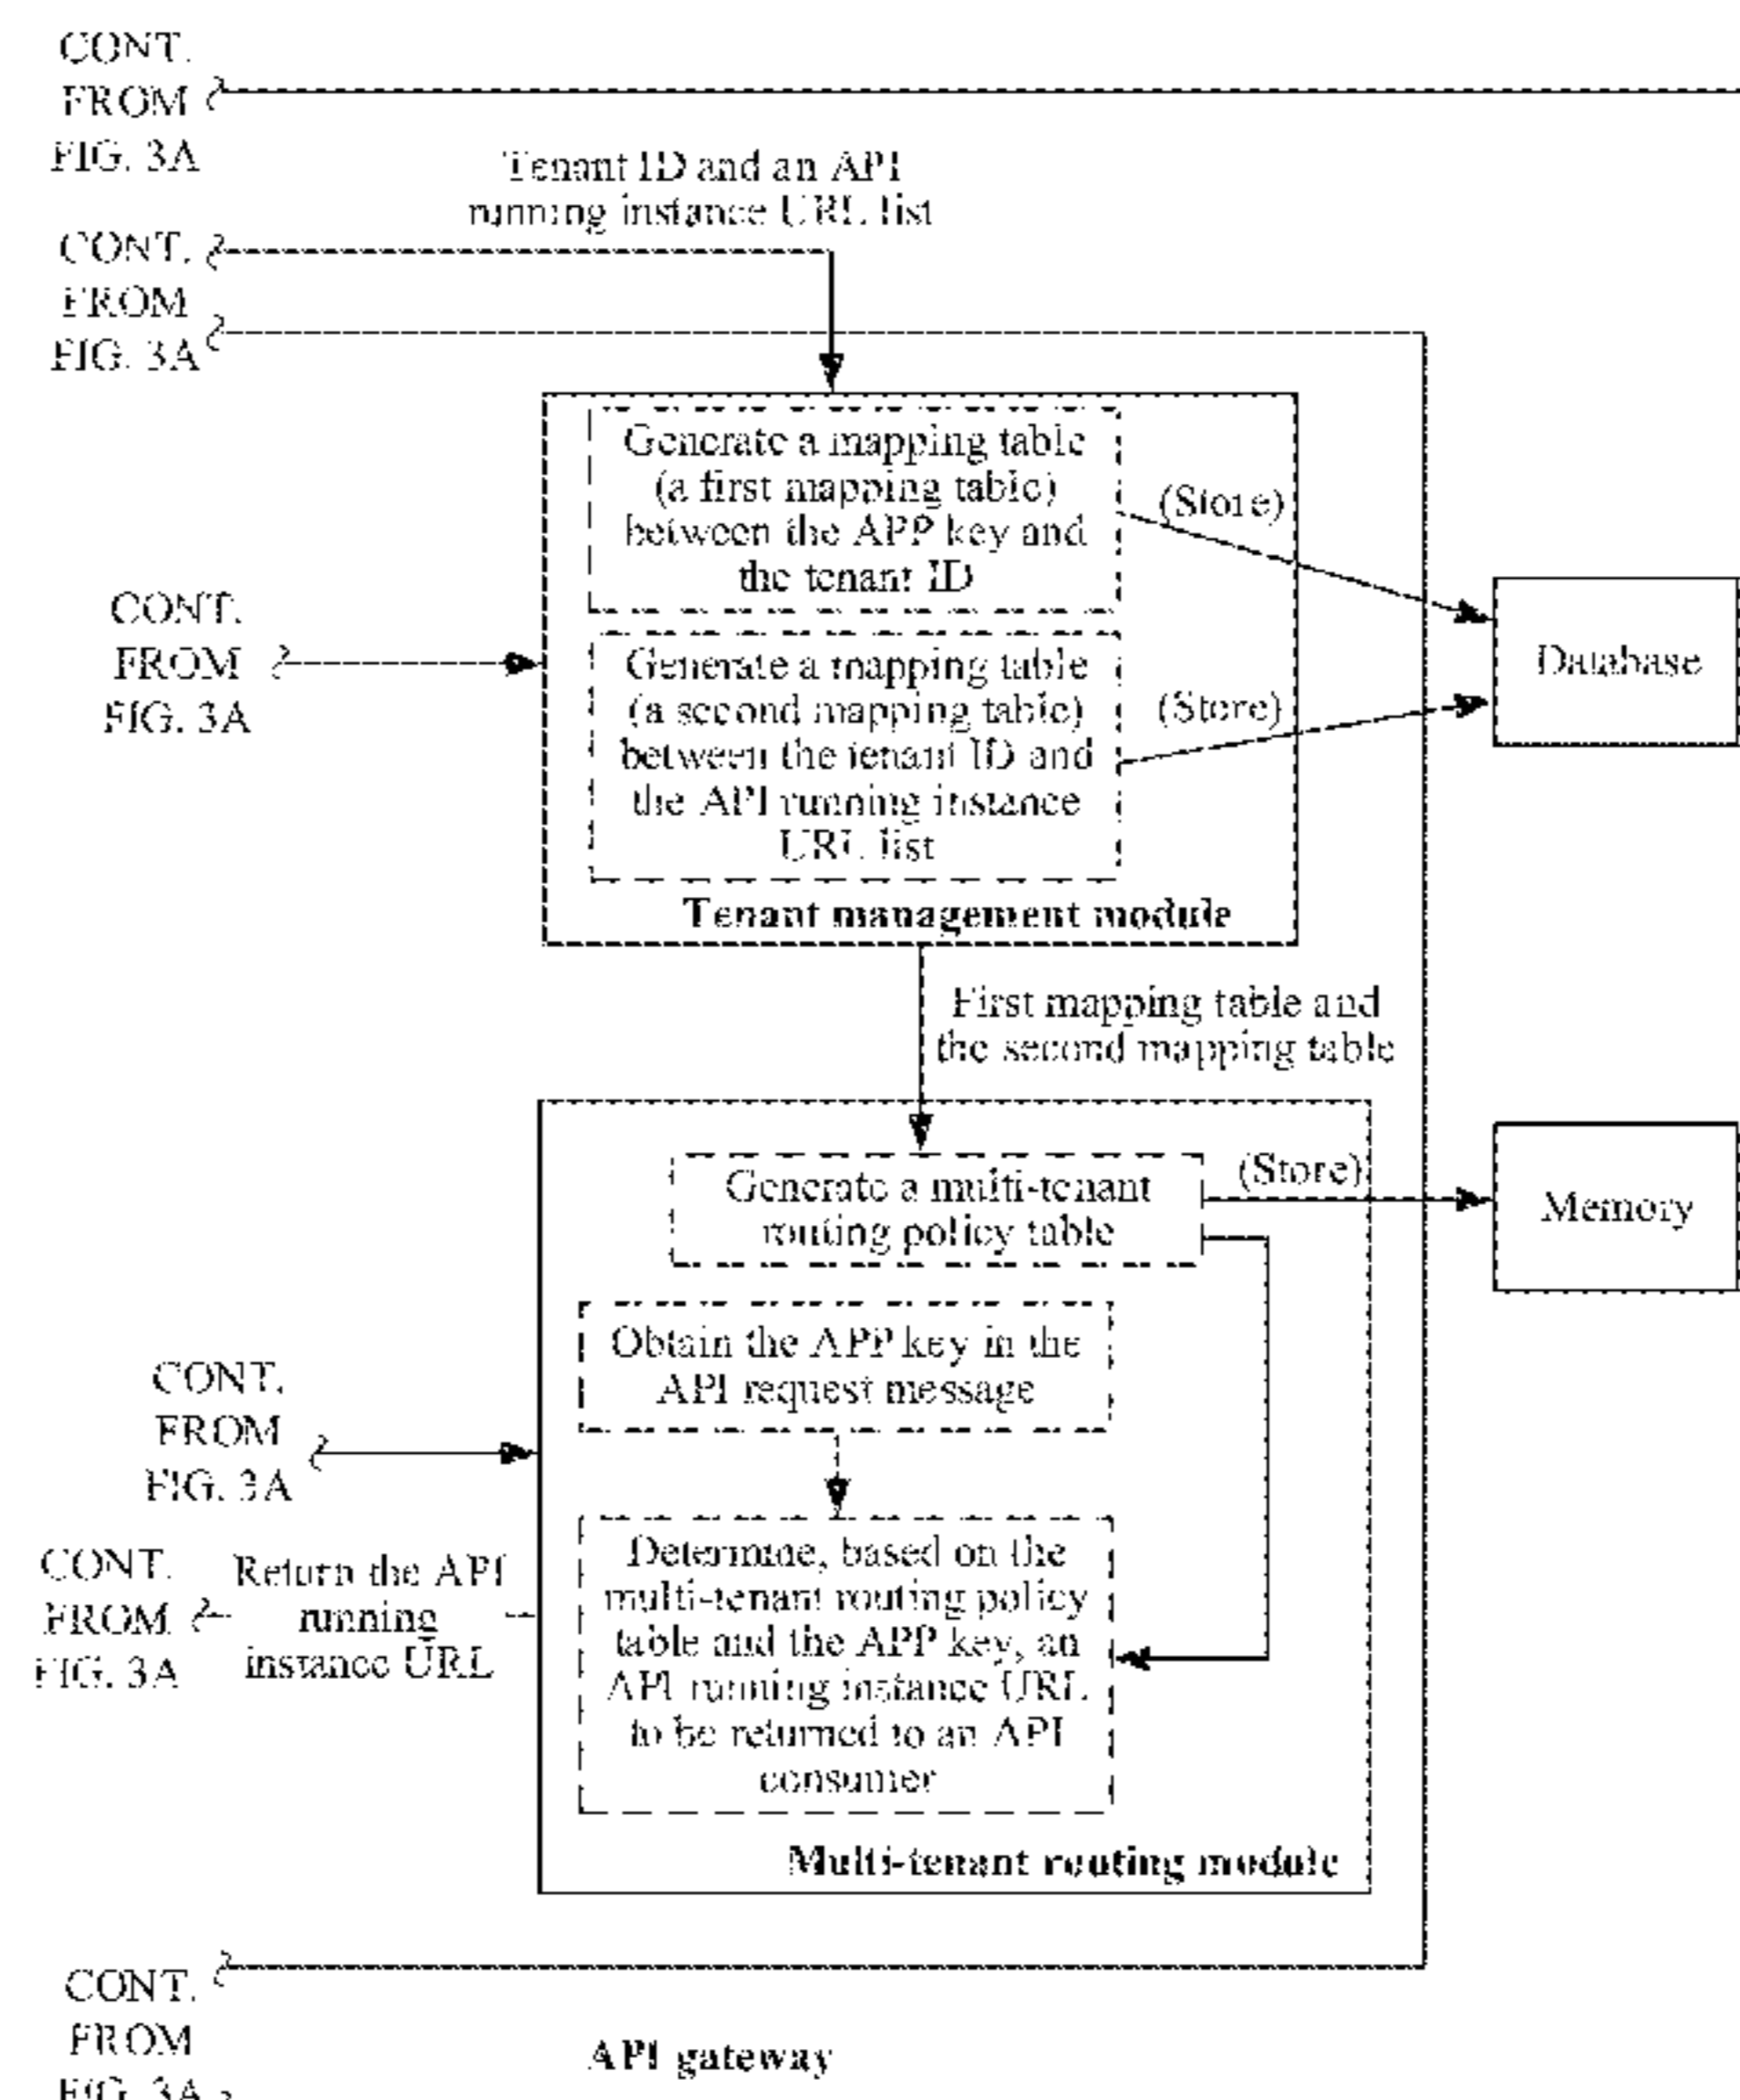 CONT.
FROM
FIG. 3A
Tenant ID and an API
running instance URL list
CONT.
FROM
FIG. 3A
Generate a mapping table
(a first mapping table)
between the APP key and
the tenant ID
(Store)
CONT.
FROM
FIG. 3A
Generate a mapping table
(a second mapping table)
between the tenant ID and
the API running instance
URL list
(Store)
Database
Tenant management module
First mapping table and
the second mapping table
Generate a multi-tenant
routing policy table
(Store)
Memory
Obtain the APP key in the
API request message
CONT.
FROM
FIG. 3A
CONT.
FROM
FIG. 3A
Return the API
running
instance URL
Determine, based on the
multi-tenant routing policy
table and the APP key, an
API running instance URL
to be returned to an API
consumer
Multi-tenant routing module
CONT.
FROM
FIG. 3A
API gateway